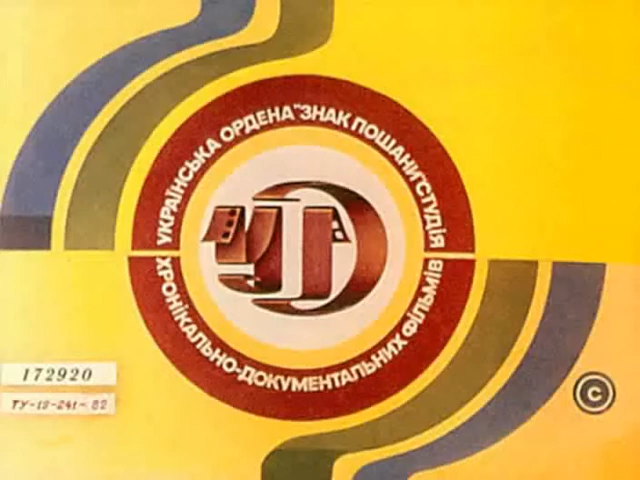 УКРАЇНСЬКА ОРДЕНА "ЗНАК ПОШАНИ" СТУДІЯ
ХРОНІКАЛЬНО-ДОКУМЕНТАЛЬНИХ ФІЛЬМІВ
172920
ТУ-19-241-82
©